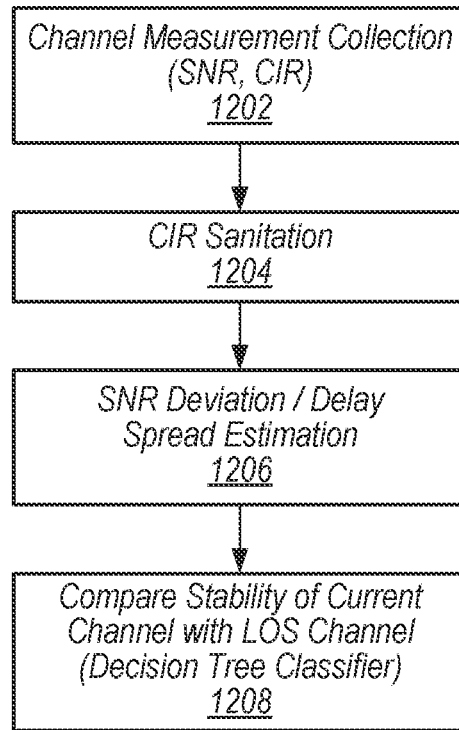 Channel Measurement Collection
(SNR, CIR)
1202
CIR Sanitation
1204
SNR Deviation / Delay
Spread Estimation
1206
Compare Stability of Current
Channel with LOS Channel
(Decision Tree Classifier)
1208